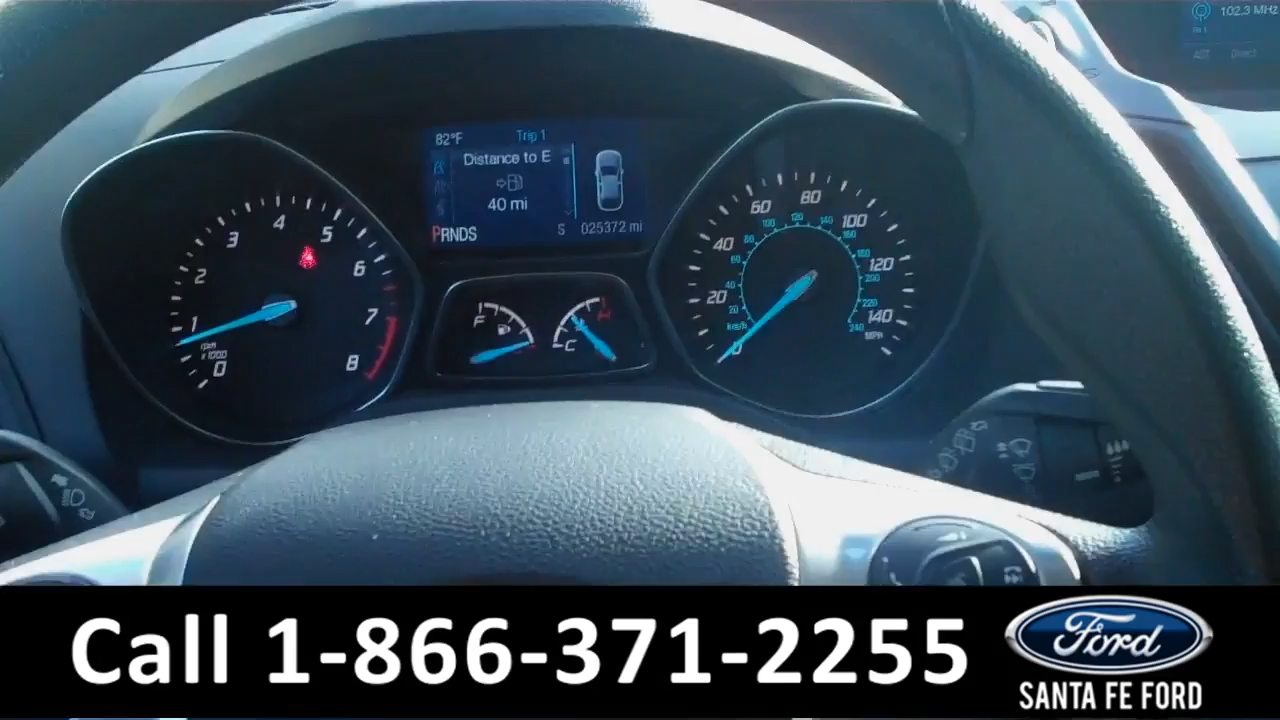 102.3 MHz
AST Direct
82°F Trip 1
Distance to E
40 mi
PRNDS S 025372 mi
0 1 2 3 4 5 6 7 8
rpm
x1000
F
C H
0 20 40 60 80 100 120 140
MPH
km/h 20 40 60 80 100 120 140 160 180 200 220 240
Call 1-866-371-2255
Ford
SANTA FE FORD